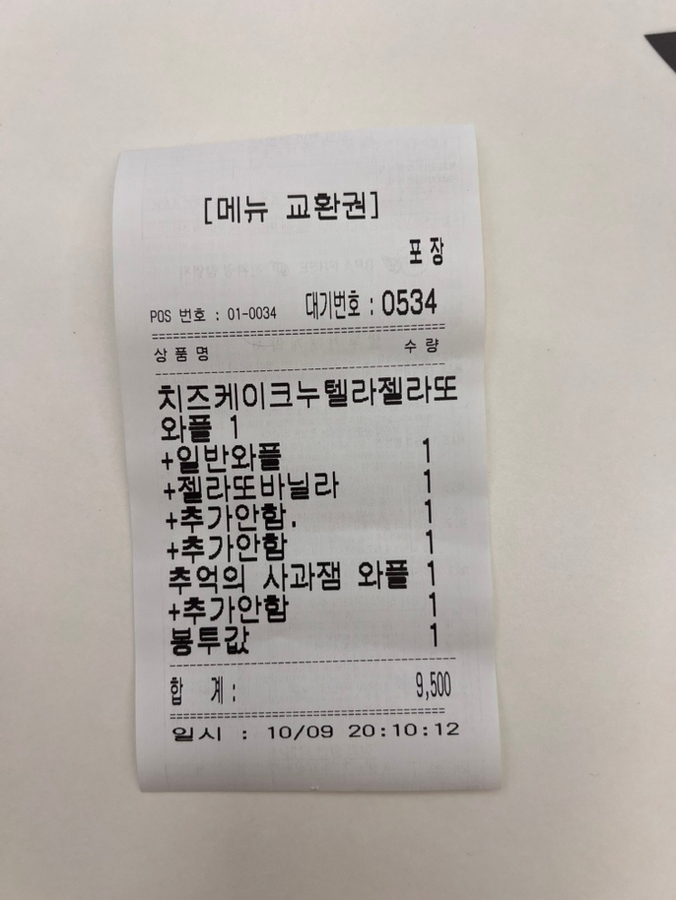 [메뉴 교환권]
포장
POS 번호 : 01-0034 대기번호 : 0534
상품명 수량
치즈케이크누텔라젤라또
와플 1
+일반와플 1
+젤라또바닐라 1
+추가안함. 1
+추가안함 1
추억의 사과잼 와플 1
+추가안함 1
봉투값 1
합 계: 9,500
일시 : 10/09 20:10:12